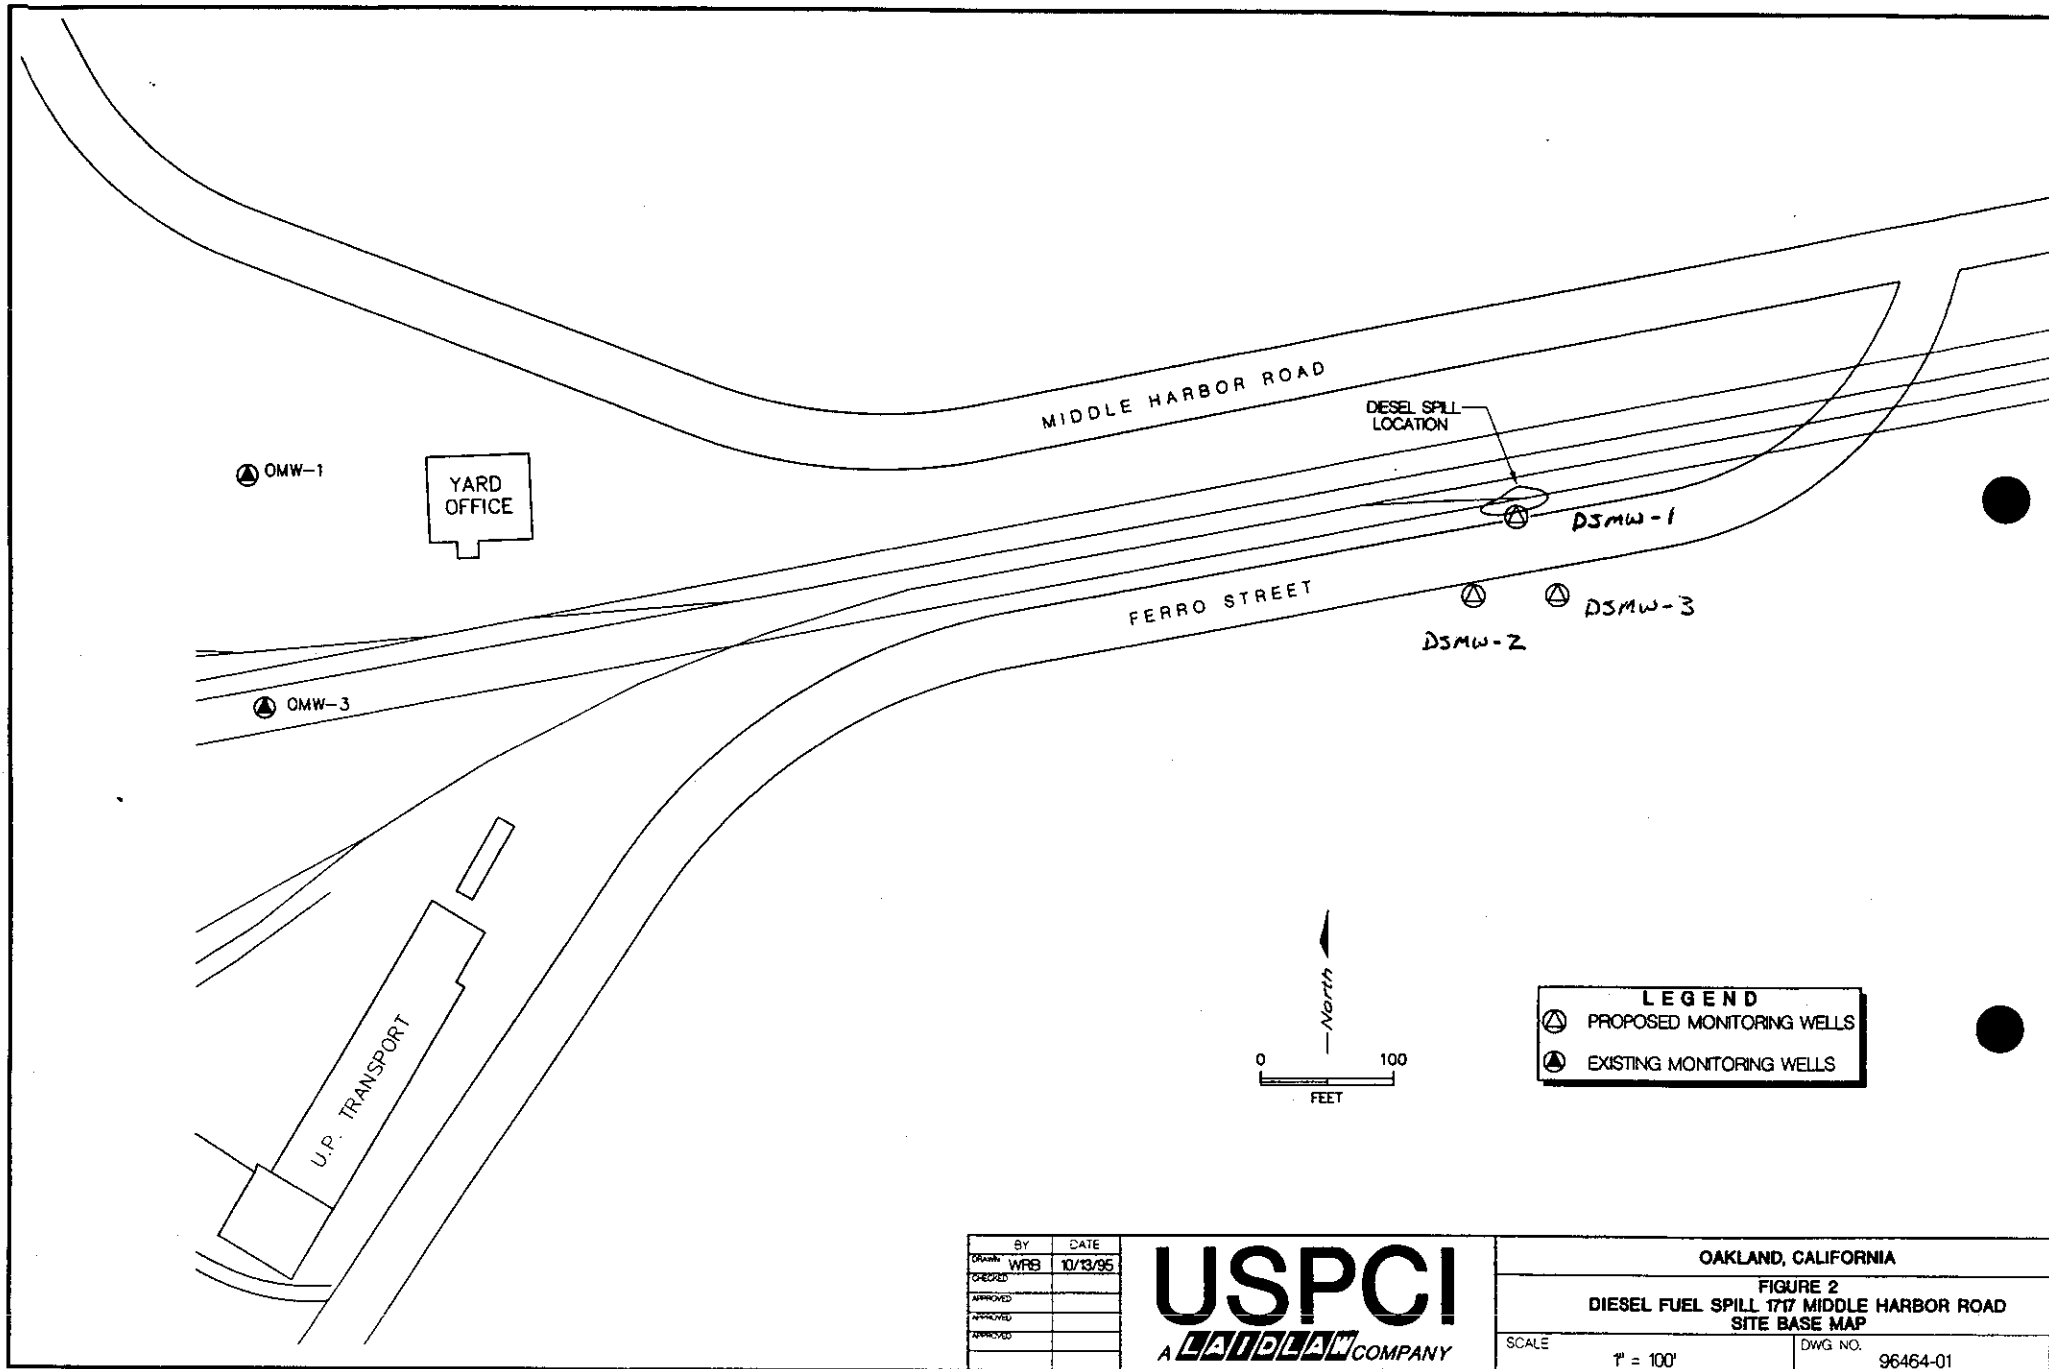 MIDDLE HARBOR ROAD
DIESEL SPILL
LOCATION
OMW-1
YARD
OFFICE
DSMW-1
FERRO STREET
DSMW-3
DSMW-2
OMW-3
U.P. TRANSPORT
North
0 100
FEET
LEGEND
PROPOSED MONITORING WELLS
EXISTING MONITORING WELLS
BY DATE
DRAWN WRB 10/13/95
CHECKED
APPROVED
APPROVED
APPROVED
USPCI
A LAIDLAW COMPANY
OAKLAND, CALIFORNIA
FIGURE 2
DIESEL FUEL SPILL 1717 MIDDLE HARBOR ROAD
SITE BASE MAP
SCALE
1" = 100'
DWG NO.
96464-01